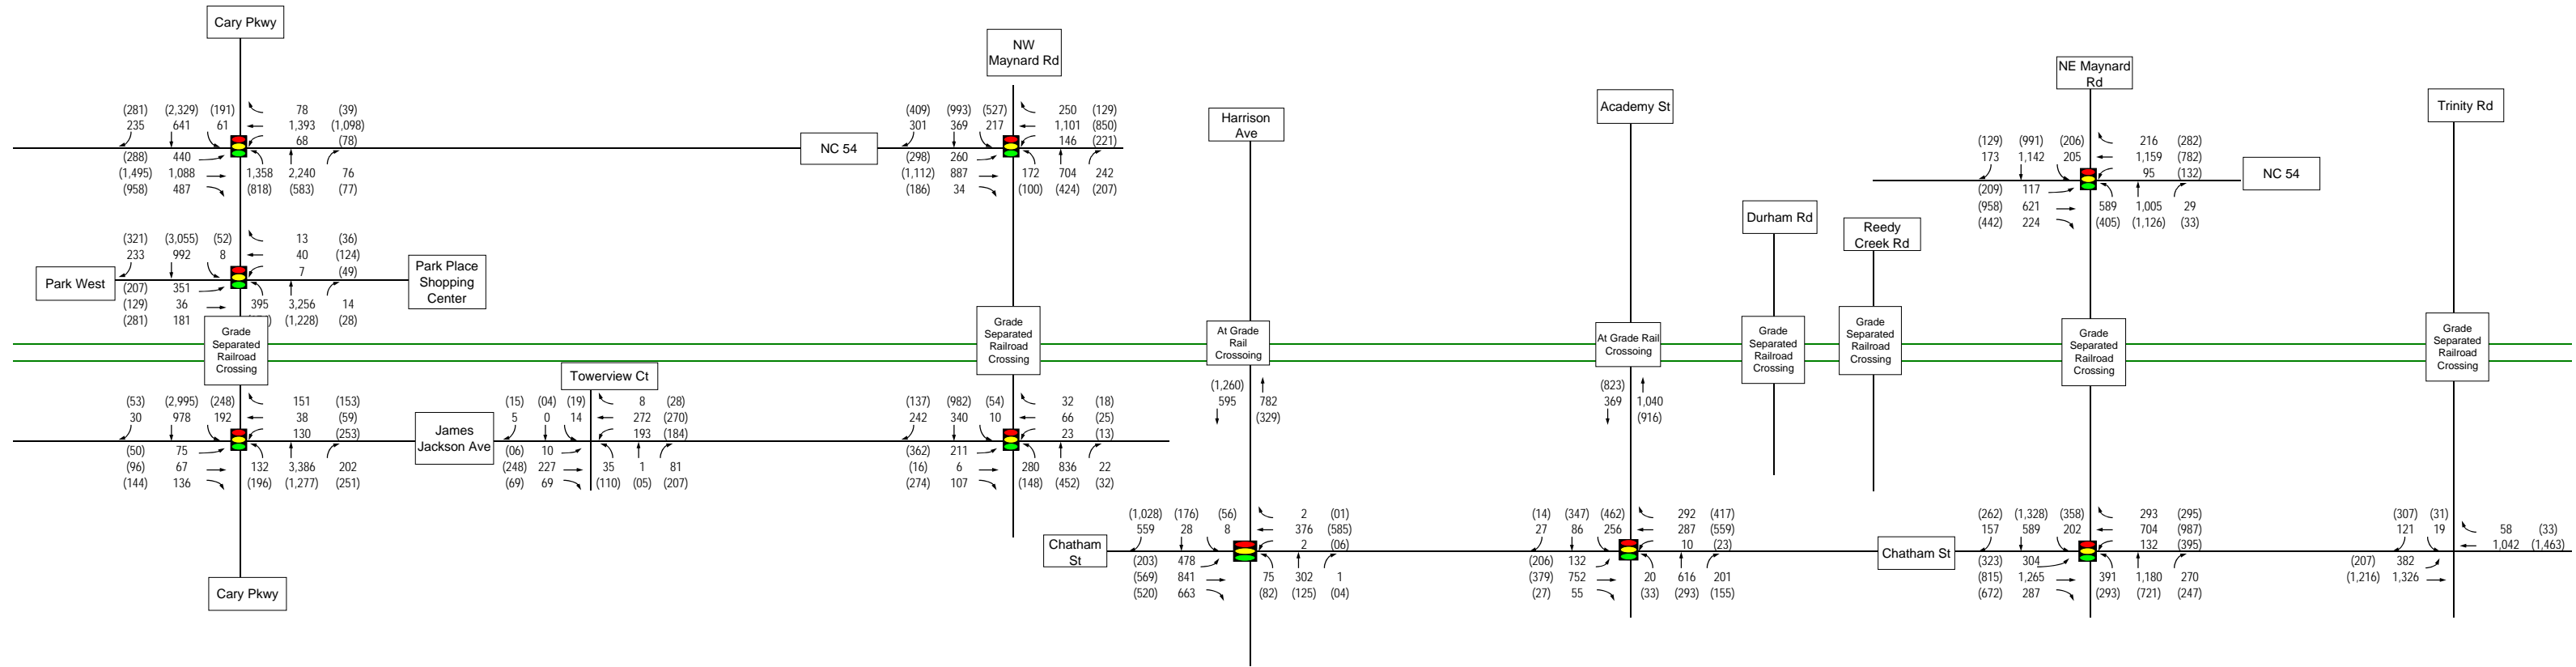 Cary Pkwy
(281) (2,329) (191) 78 (39)
235 641 61 1,393 (1,098)
68 (78)
(288) 440
(1,495) 1,088 1,358 2,240 76
(958) 487 (818) (583) (77)
NW
Maynard Rd
(409) (993) (527) 250 (129)
301 369 217 1,101 (850)
146 (221)
NC 54
(298) 260
(1,112) 887 172 704 242
(186) 34 (100) (424) (207)
Harrison
Ave
Academy St
NE Maynard
Rd
(129) (991) (206) 216 (282)
173 1,142 205 1,159 (782)
95 (132)
NC 54
(209) 117
(958) 621 589 1,005 29
(442) 224 (405) (1,126) (33)
Trinity Rd
Durham Rd
Reedy
Creek Rd
(321) (3,055) (52) 13 (36)
233 992 8 40 (124)
7 (49)
Park West
Park Place
Shopping
Center
(207) 351
(129) 36 395 3,256 14
(281) 181 (1,228) (28)
Grade
Separated
Railroad
Crossing
Grade
Separated
Railroad
Crossing
At Grade
Rail
Crossoing
At Grade Rail
Crossoing
Grade
Separated
Railroad
Crossing
Grade
Separated
Railroad
Crossing
Grade
Separated
Railroad
Crossing
Grade
Separated
Railroad
Crossing
Towerview Ct
(53) (2,995) (248) 151 (153)
30 978 192 38 (59)
130 (253)
(50) 75
(96) 67 132 3,386 202
(144) 136 (196) (1,277) (251)
James
Jackson Ave
(15) (04) (19) 8 (28)
5 0 14 272 (270)
193 (184)
(06) 10
(248) 227 35 1 81
(69) 69 (110) (05) (207)
(137) (982) (54) 32 (18)
242 340 10 66 (25)
23 (13)
(362) 211
(16) 6 280 836 22
(274) 107 (148) (452) (32)
(1,260)
595 782
(329)
(823)
369 1,040
(916)
Chatham
St
(1,028) (176) (56) 2 (01)
559 28 8 376 (585)
2 (06)
(203) 478
(569) 841 75 302 1
(520) 663 (82) (125) (04)
(14) (347) (462) 292 (417)
27 86 256 287 (559)
10 (23)
(206) 132
(379) 752 20 616 201
(27) 55 (33) (293) (155)
Chatham St
(262) (1,328) (358) 293 (295)
157 589 202 704 (987)
132 (395)
(323) 304
(815) 1,265 391 1,180 270
(672) 287 (293) (721) (247)
(307) (31)
121 19 58 (33)
1,042 (1,463)
(207) 382
(1,216) 1,326
Cary Pkwy